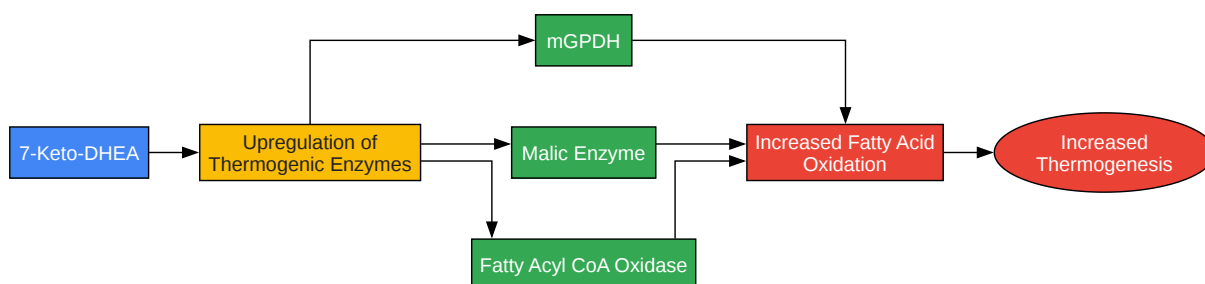 mGPDH
7-Keto-DHEA
Upregulation of
Thermogenic Enzymes
Malic Enzyme
Increased Fatty Acid
Oxidation
Increased
Thermogenesis
Fatty Acyl CoA Oxidase